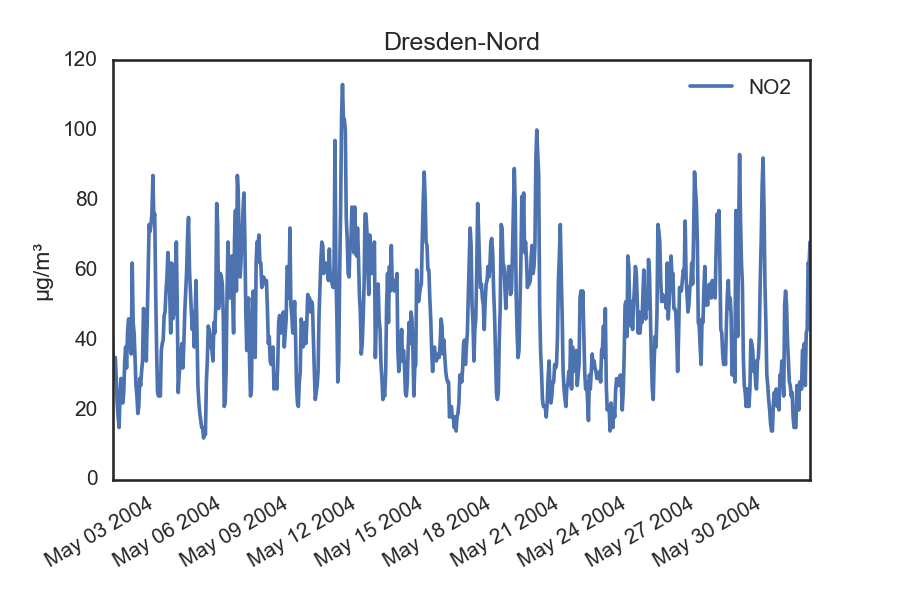 Dresden-Nord
120
100
80
60
40
20
0
µg/m³
NO2
May 03 2004
May 06 2004
May 09 2004
May 12 2004
May 15 2004
May 18 2004
May 21 2004
May 24 2004
May 27 2004
May 30 2004